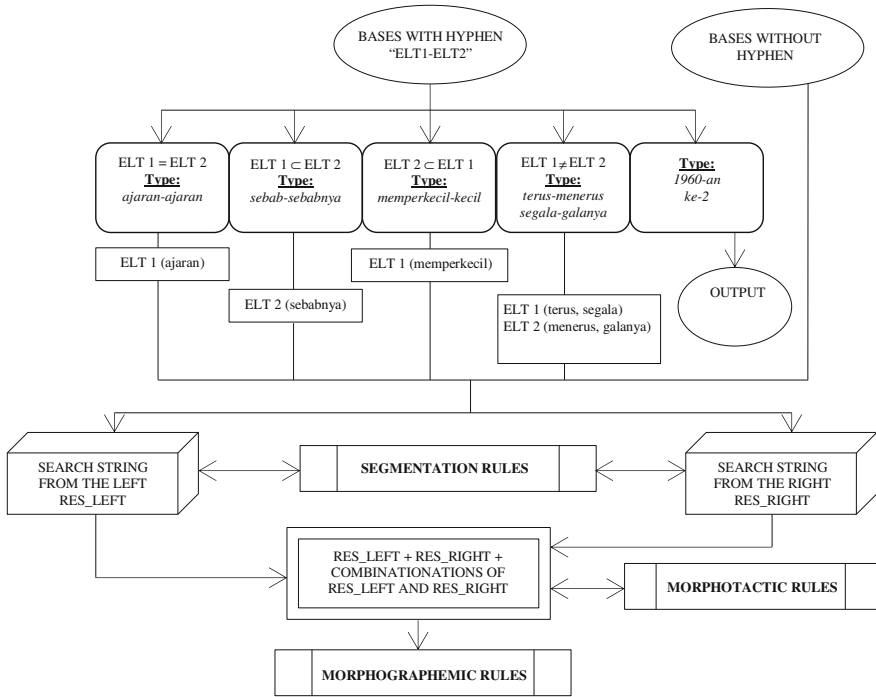 BASES WITH HYPHEN
“ELT1-ELT2”
BASES WITHOUT
HYPHEN
ELT 1 = ELT 2
Type:
ajaran-ajaran
ELT 1 ⊂ ELT 2
Type:
sebab-sebabnya
ELT 2 ⊂ ELT 1
Type:
memperkecil-kecil
ELT 1≠ELT 2
Type:
terus-menerus
segala-galanya
Type:
1960-an
ke-2
ELT 1 (ajaran)
ELT 2 (sebabnya)
ELT 1 (memperkecil)
ELT 1 (terus, segala)
ELT 2 (menerus, galanya)
OUTPUT
SEARCH STRING
FROM THE LEFT
RES_LEFT
SEGMENTATION RULES
SEARCH STRING
FROM THE RIGHT
RES_RIGHT
RES_LEFT + RES_RIGHT +
COMBINATIONATIONS OF
RES_LEFT AND RES_RIGHT
MORPHOTACTIC RULES
MORPHOGRAPHEMIC RULES